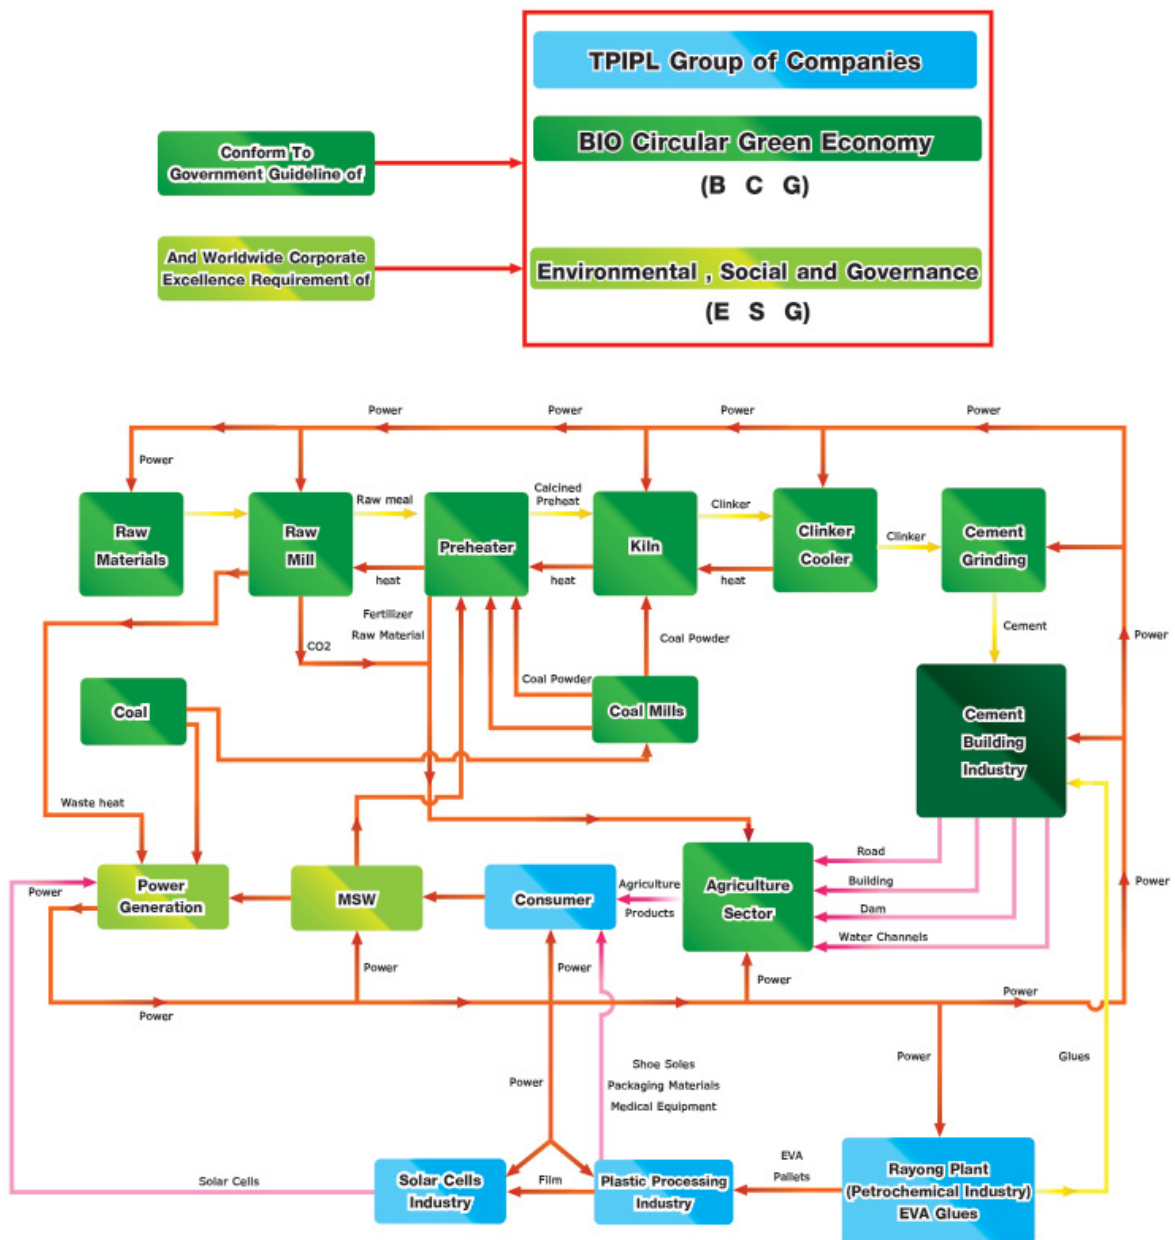 TPIPL Group of Companies
BIO Circular Green Economy
(B C G)
Conform To
Government Guideline of
And Worldwide Corporate
Excellence Requirement of
Environmental , Social and Governance
(E S G)
Power
Power
Power
Power
Power
Raw
Materials
Raw meal
Raw
Mill
Preheater
Calcined
Preheat
Kiln
Clinker
Clinker
Cooler
Clinker
Cement
Grinding
heat
heat
heat
CO2
Fertilizer
Raw Material
Coal Powder
Coal Powder
Cement
Power
Coal
Coal Mills
Cement
Building
Industry
Waste heat
Road
Building
Dam
Water Channels
Power
Power
Power
Generation
MSW
Consumer
Agriculture
Products
Agriculture
Sector
Power
Power
Power
Power
Power
Power
Power
Glues
Shoe Soles
Packaging Materials
Medical Equipment
Solar Cells
Solar Cells
Industry
Film
Plastic Processing
Industry
EVA
Pallets
Rayong Plant
(Petrochemical Industry)
EVA Glues